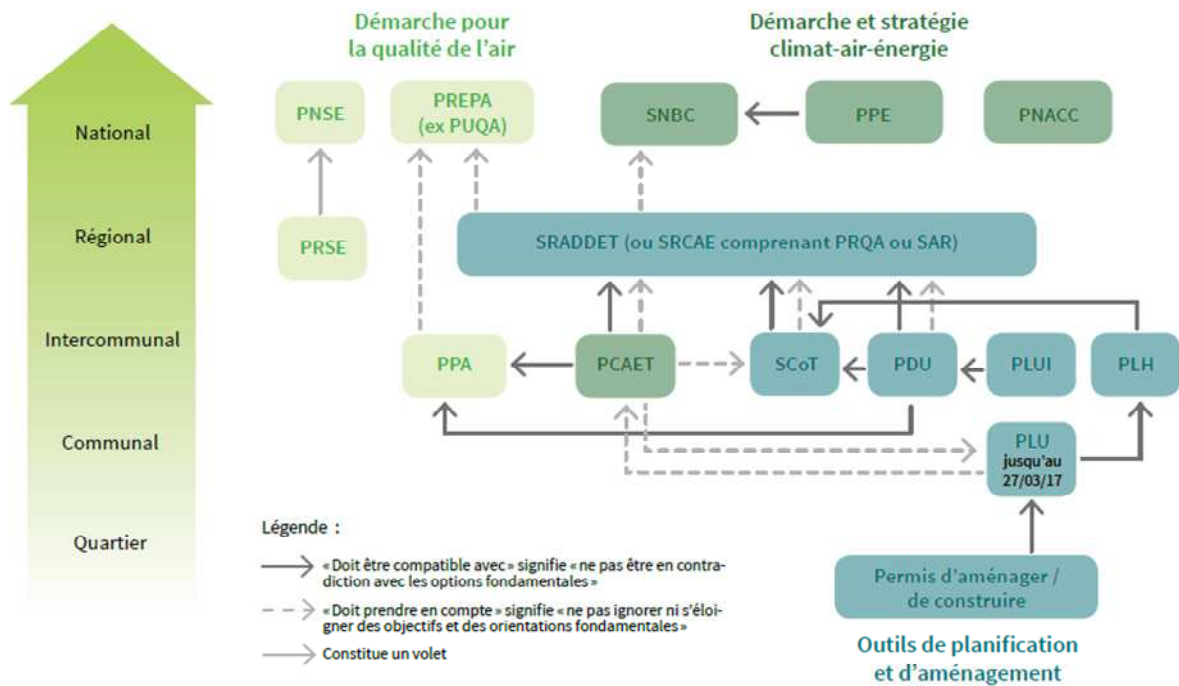 Démarche pour
la qualité de l'air
Démarche et stratégie
climat-air-énergie
National
PNSE
PREPA
(ex PUQA)
SNBC
PPE
PNACC
Régional
PRSE
SRADDET (ou SRCAE comprenant PRQA ou SAR)
Intercommunal
PPA
PCAET
SCoT
PDU
PLUI
PLH
Communal
PLU
jusqu'au
27/03/17
Quartier
Légende :
« Doit être compatible avec » signifie « ne pas être en contra-
diction avec les options fondamentales »
« Doit prendre en compte » signifie « ne pas ignorer ni s'éloi-
gner des objectifs et des orientations fondamentales »
Constitue un volet
Permis d'aménager /
de construire
Outils de planification
et d'aménagement